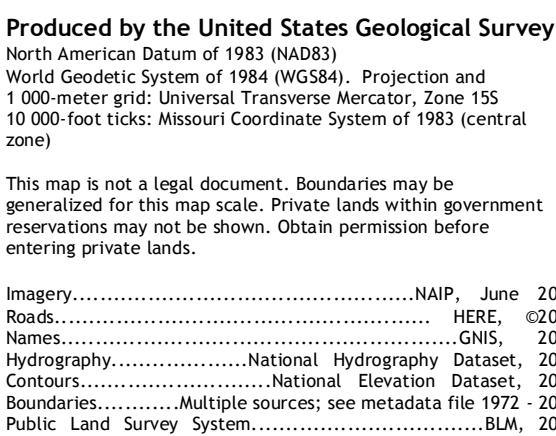 Produced by the United States Geological Survey
North American Datum of 1983 (NAD83)
World Geodetic System of 1984 (WGS84). Projection and
1 000-meter grid: Universal Transverse Mercator, Zone 15S
10 000-foot ticks: Missouri Coordinate System of 1983 (central
zone)
This map is not a legal document. Boundaries may be
generalized for this map scale. Private lands within government
reservations may not be shown. Obtain permission before
entering private lands.
Imagery..................................................NAIP, June 20
Roads....................................................... HERE, ©20
Names..........................................................GNIS, 20
Hydrography....................National Hydrography Dataset, 20
Contours............................National Elevation Dataset, 20
Boundaries............Multiple sources; see metadata file 1972 - 20
Public Land Survey System..................................BLM, 20